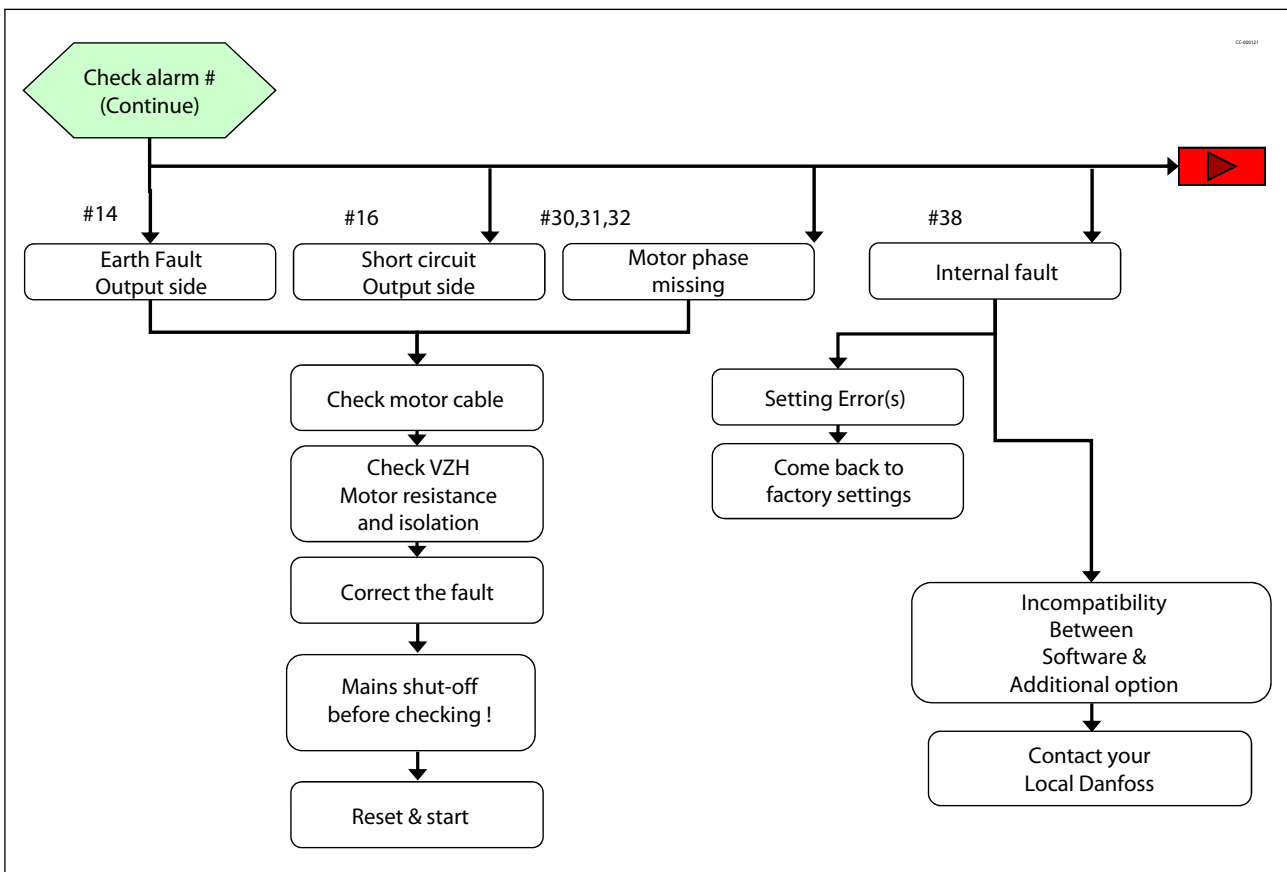 CC-000121
Check alarm #
(Continue)
#14
#16
#30,31,32
#38
Earth Fault
Output side
Short circuit
Output side
Motor phase
missing
Internal fault
Check motor cable
Check VZH
Motor resistance
and isolation
Correct the fault
Mains shut-off
before checking !
Reset & start
Setting Error(s)
Come back to
factory settings
Incompatibility
Between
Software &
Additional option
Contact your
Local Danfoss